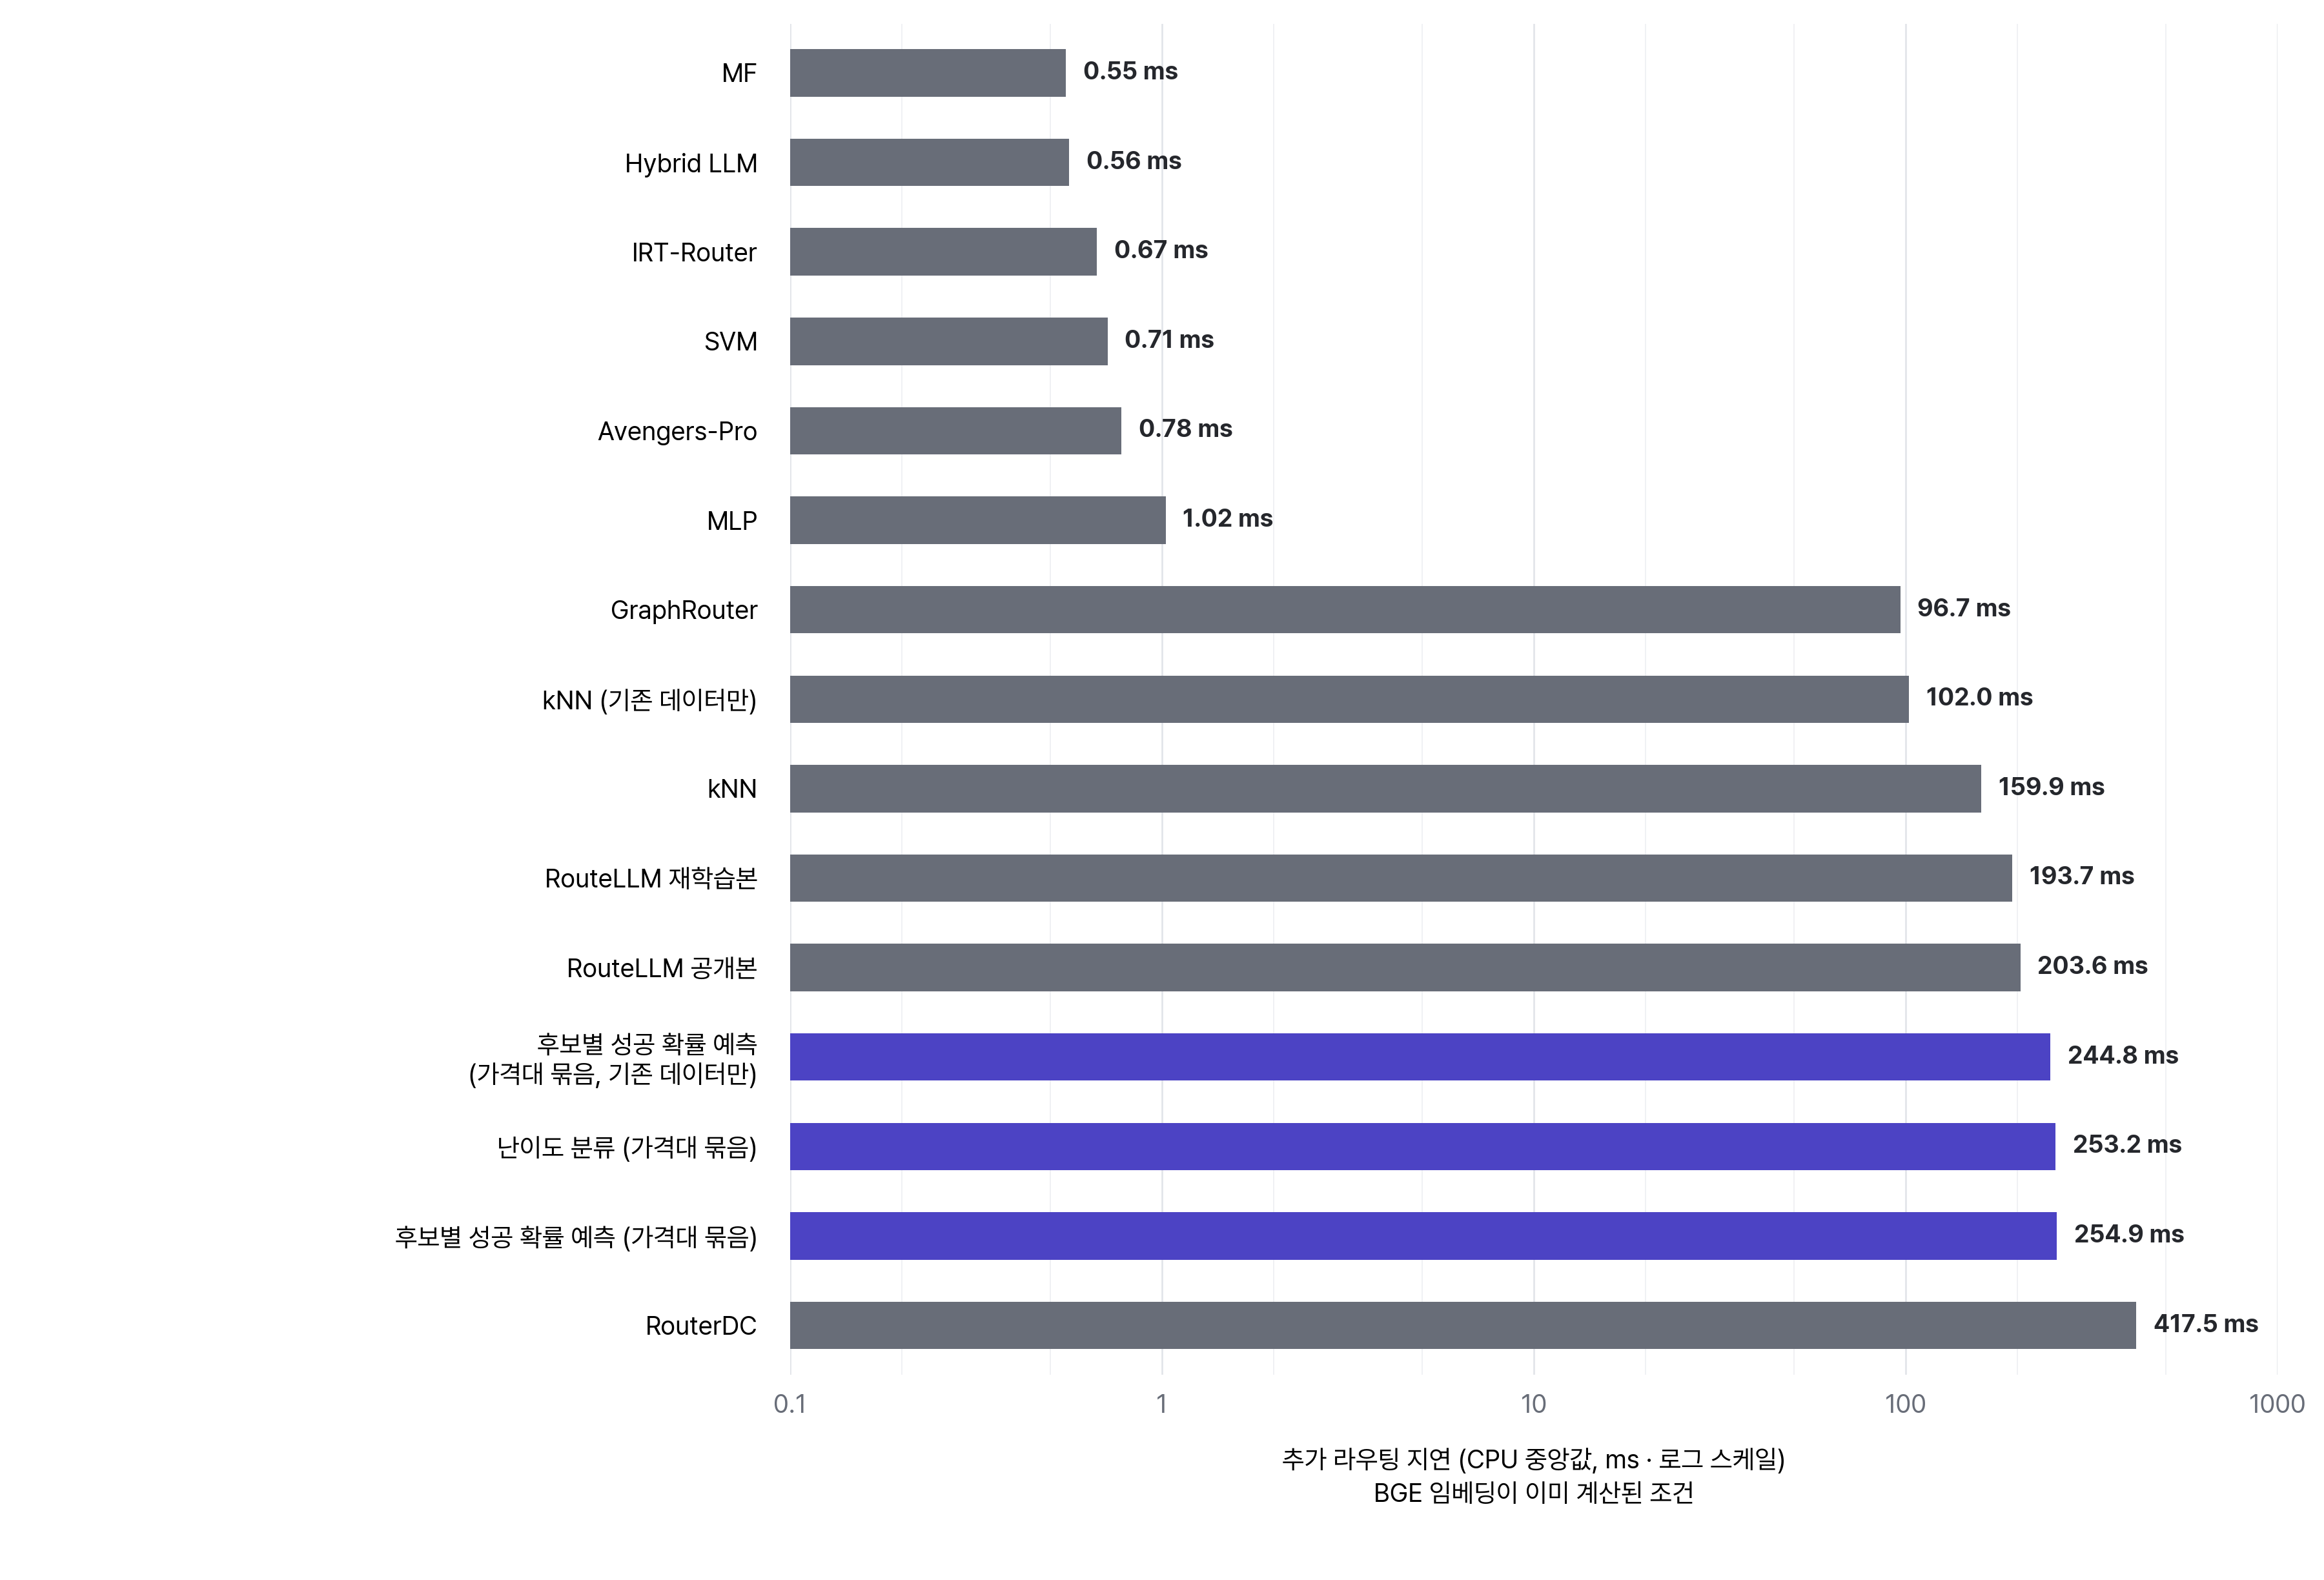 MF
0.55 ms
Hybrid LLM
0.56 ms
IRT-Router
0.67 ms
SVM
0.71 ms
Avengers-Pro
0.78 ms
MLP
1.02 ms
GraphRouter
96.7 ms
kNN (기존 데이터만)
102.0 ms
kNN
159.9 ms
RouteLLM 재학습본
193.7 ms
RouteLLM 공개본
203.6 ms
후보별 성공 확률 예측
(가격대 묶음, 기존 데이터만)
244.8 ms
난이도 분류 (가격대 묶음)
253.2 ms
후보별 성공 확률 예측 (가격대 묶음)
254.9 ms
RouterDC
417.5 ms
0.1
1
10
100
1000
추가 라우팅 지연 (CPU 중앙값, ms · 로그 스케일)
BGE 임베딩이 이미 계산된 조건